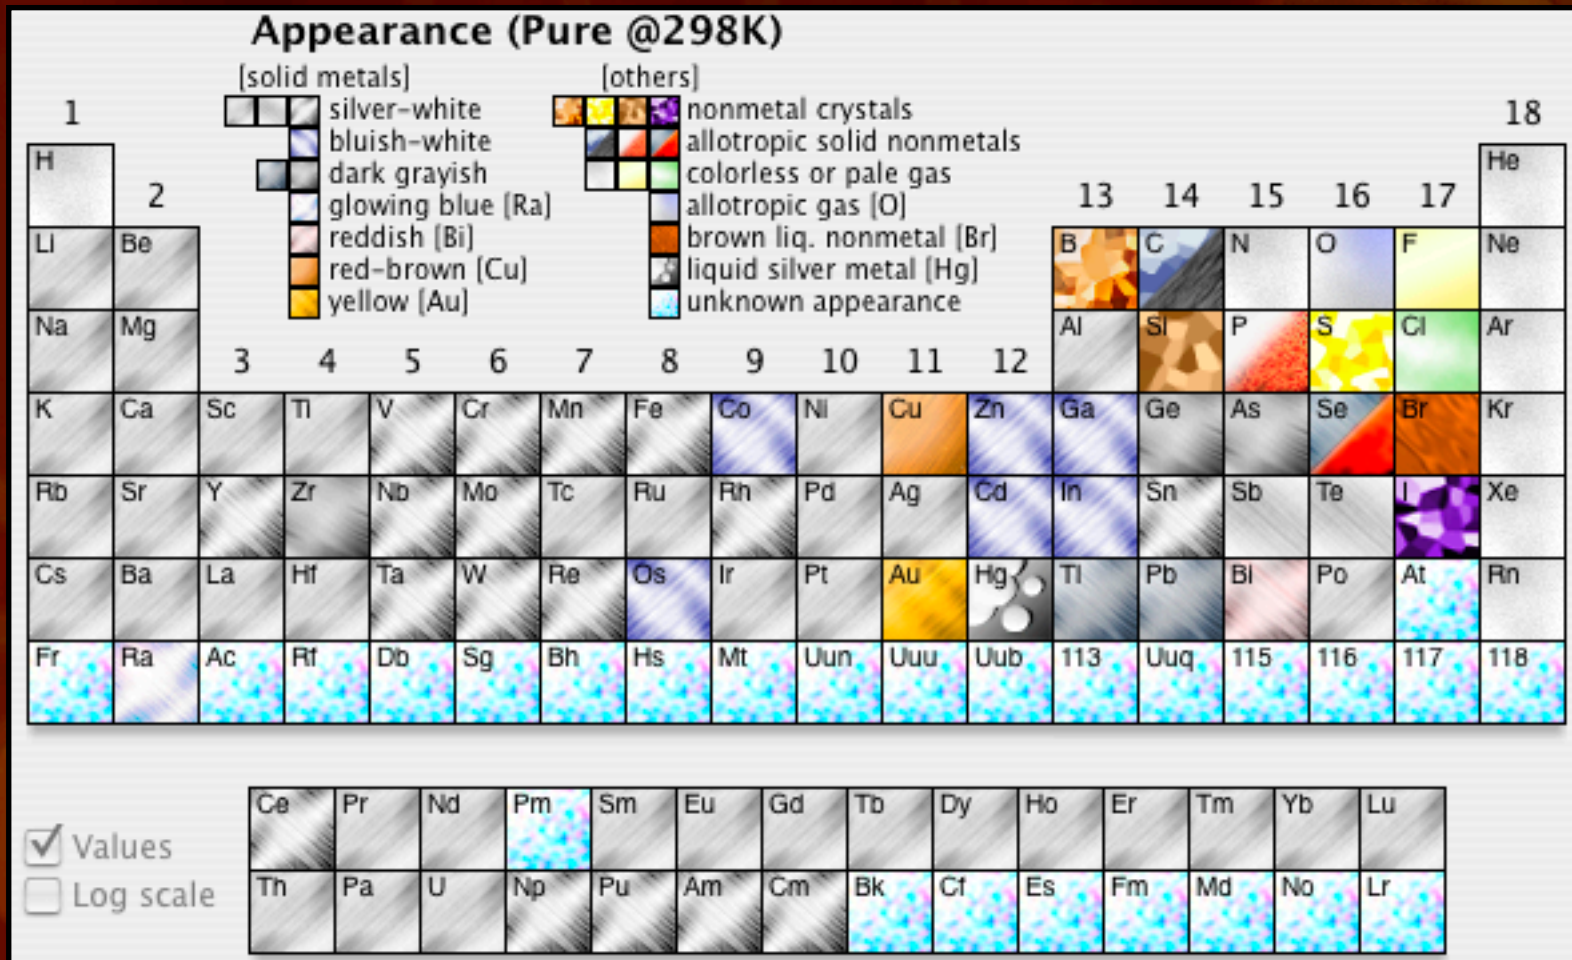 Appearance (Pure @298K)
[solid metals] [others]
silver-white nonmetal crystals
bluish-white allotropic solid nonmetals
dark grayish colorless or pale gas
glowing blue [Ra] allotropic gas [O]
reddish [Bi] brown liq. nonmetal [Br]
red-brown [Cu] liquid silver metal [Hg]
yellow [Au] unknown appearance
1 18
H He
2 13 14 15 16 17
Li Be B C N O F Ne
Na Mg Al Si P S Cl Ar
3 4 5 6 7 8 9 10 11 12
K Ca Sc Ti V Cr Mn Fe Co Ni Cu Zn Ga Ge As Se Br Kr
Rb Sr Y Zr Nb Mo Tc Ru Rh Pd Ag Cd In Sn Sb Te I Xe
Cs Ba La Hf Ta W Re Os Ir Pt Au Hg Tl Pb Bi Po At Rn
Fr Ra Ac Rf Db Sg Bh Hs Mt Uun Uuu Uub 113 Uuq 115 116 117 118
Ce Pr Nd Pm Sm Eu Gd Tb Dy Ho Er Tm Yb Lu
Th Pa U Np Pu Am Cm Bk Cf Es Fm Md No Lr
Values
Log scale